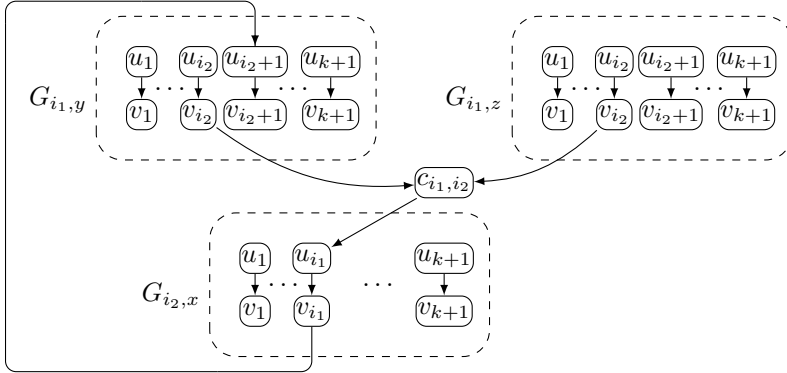 u_1 u_{i_2} u_{i_2+1} u_{k+1} u_1 u_{i_2} u_{i_2+1} u_{k+1}
... ... ... ...
G_{i_1,y} G_{i_1,z}
v_1 v_{i_2} v_{i_2+1} v_{k+1} v_1 v_{i_2} v_{i_2+1} v_{k+1}
c_{i_1,i_2}
u_1 u_{i_1} u_{k+1}
... ...
G_{i_2,x}
v_1 v_{i_1} v_{k+1}